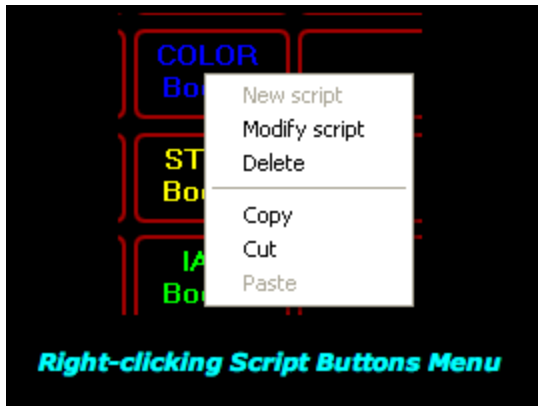 COLOR
New script
Modify script
Delete
Copy
Cut
Paste
Right-clicking Script Buttons Menu